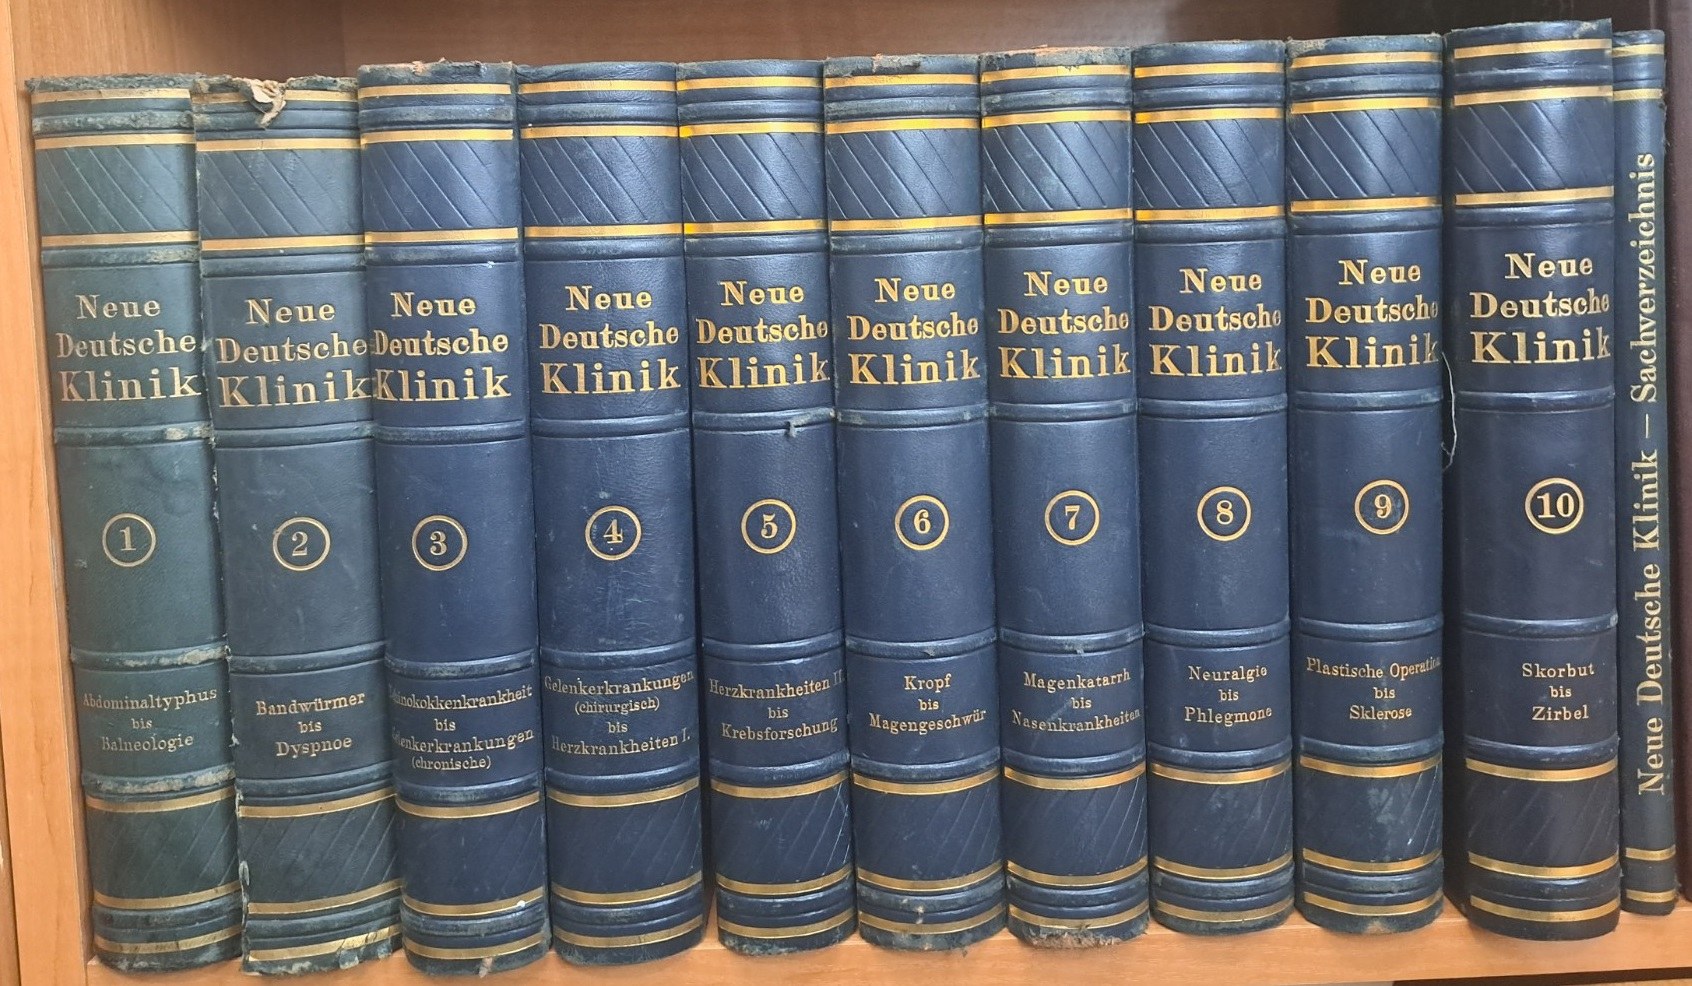 Neue
Deutsche
Klinik
1
Abdominaltyphus
bis
Balneologie
Neue
Deutsche
Klinik
2
Bandwürmer
bis
Dyspnoe
Neue
Deutsche
Klinik
3
bis
(chronische)
Neue
Deutsche
Klinik
4
Gelenkerkrankungen
(chirurgisch)
bis
Herzkrankheiten I.
Neue
Deutsche
Klinik
5
Herzkrankheiten II.
bis
Krebsforschung
Neue
Deutsche
Klinik
6
Kropf
bis
Magengeschwür
Neue
Deutsche
Klinik
7
Magenkatarrh
bis
Nasenkrankheiten
Neue
Deutsche
Klinik
8
Neuralgie
bis
Phlegmone
Neue
Deutsche
Klinik
9
Plastische
bis
Sklerose
Neue
Deutsche
Klinik
10
Skorbut
bis
Zirbel
Neue Deutsche Klinik — Sachverzeichnis